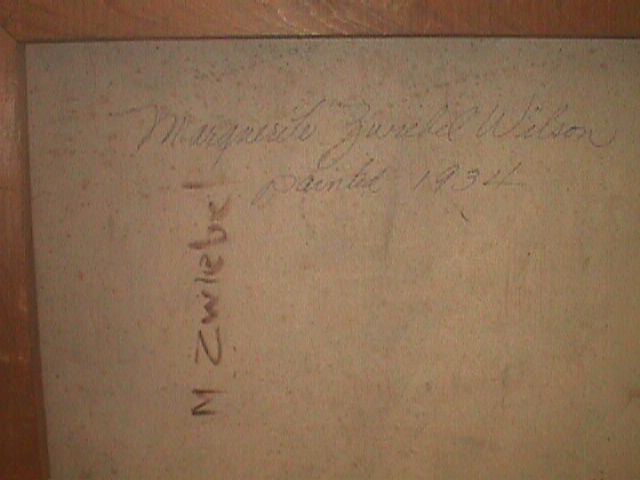 Marguerite Zwiebel Wilson
painted 1934
M Zwiebel